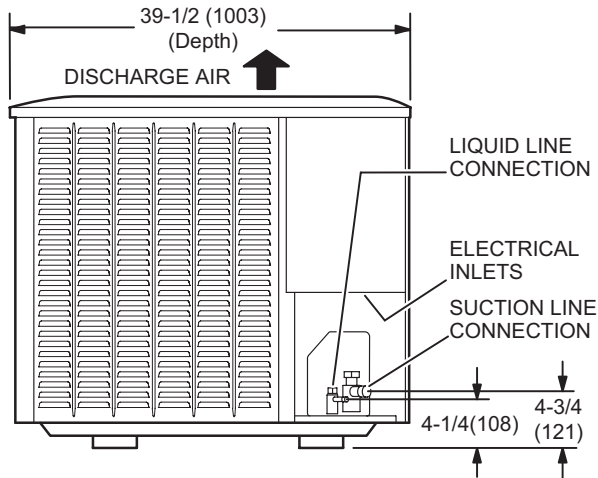 39-1/2 (1003)
(Depth)
DISCHARGE AIR
LIQUID LINE
CONNECTION
ELECTRICAL
INLETS
SUCTION LINE
CONNECTION
4-1/4(108)
4-3/4
(121)